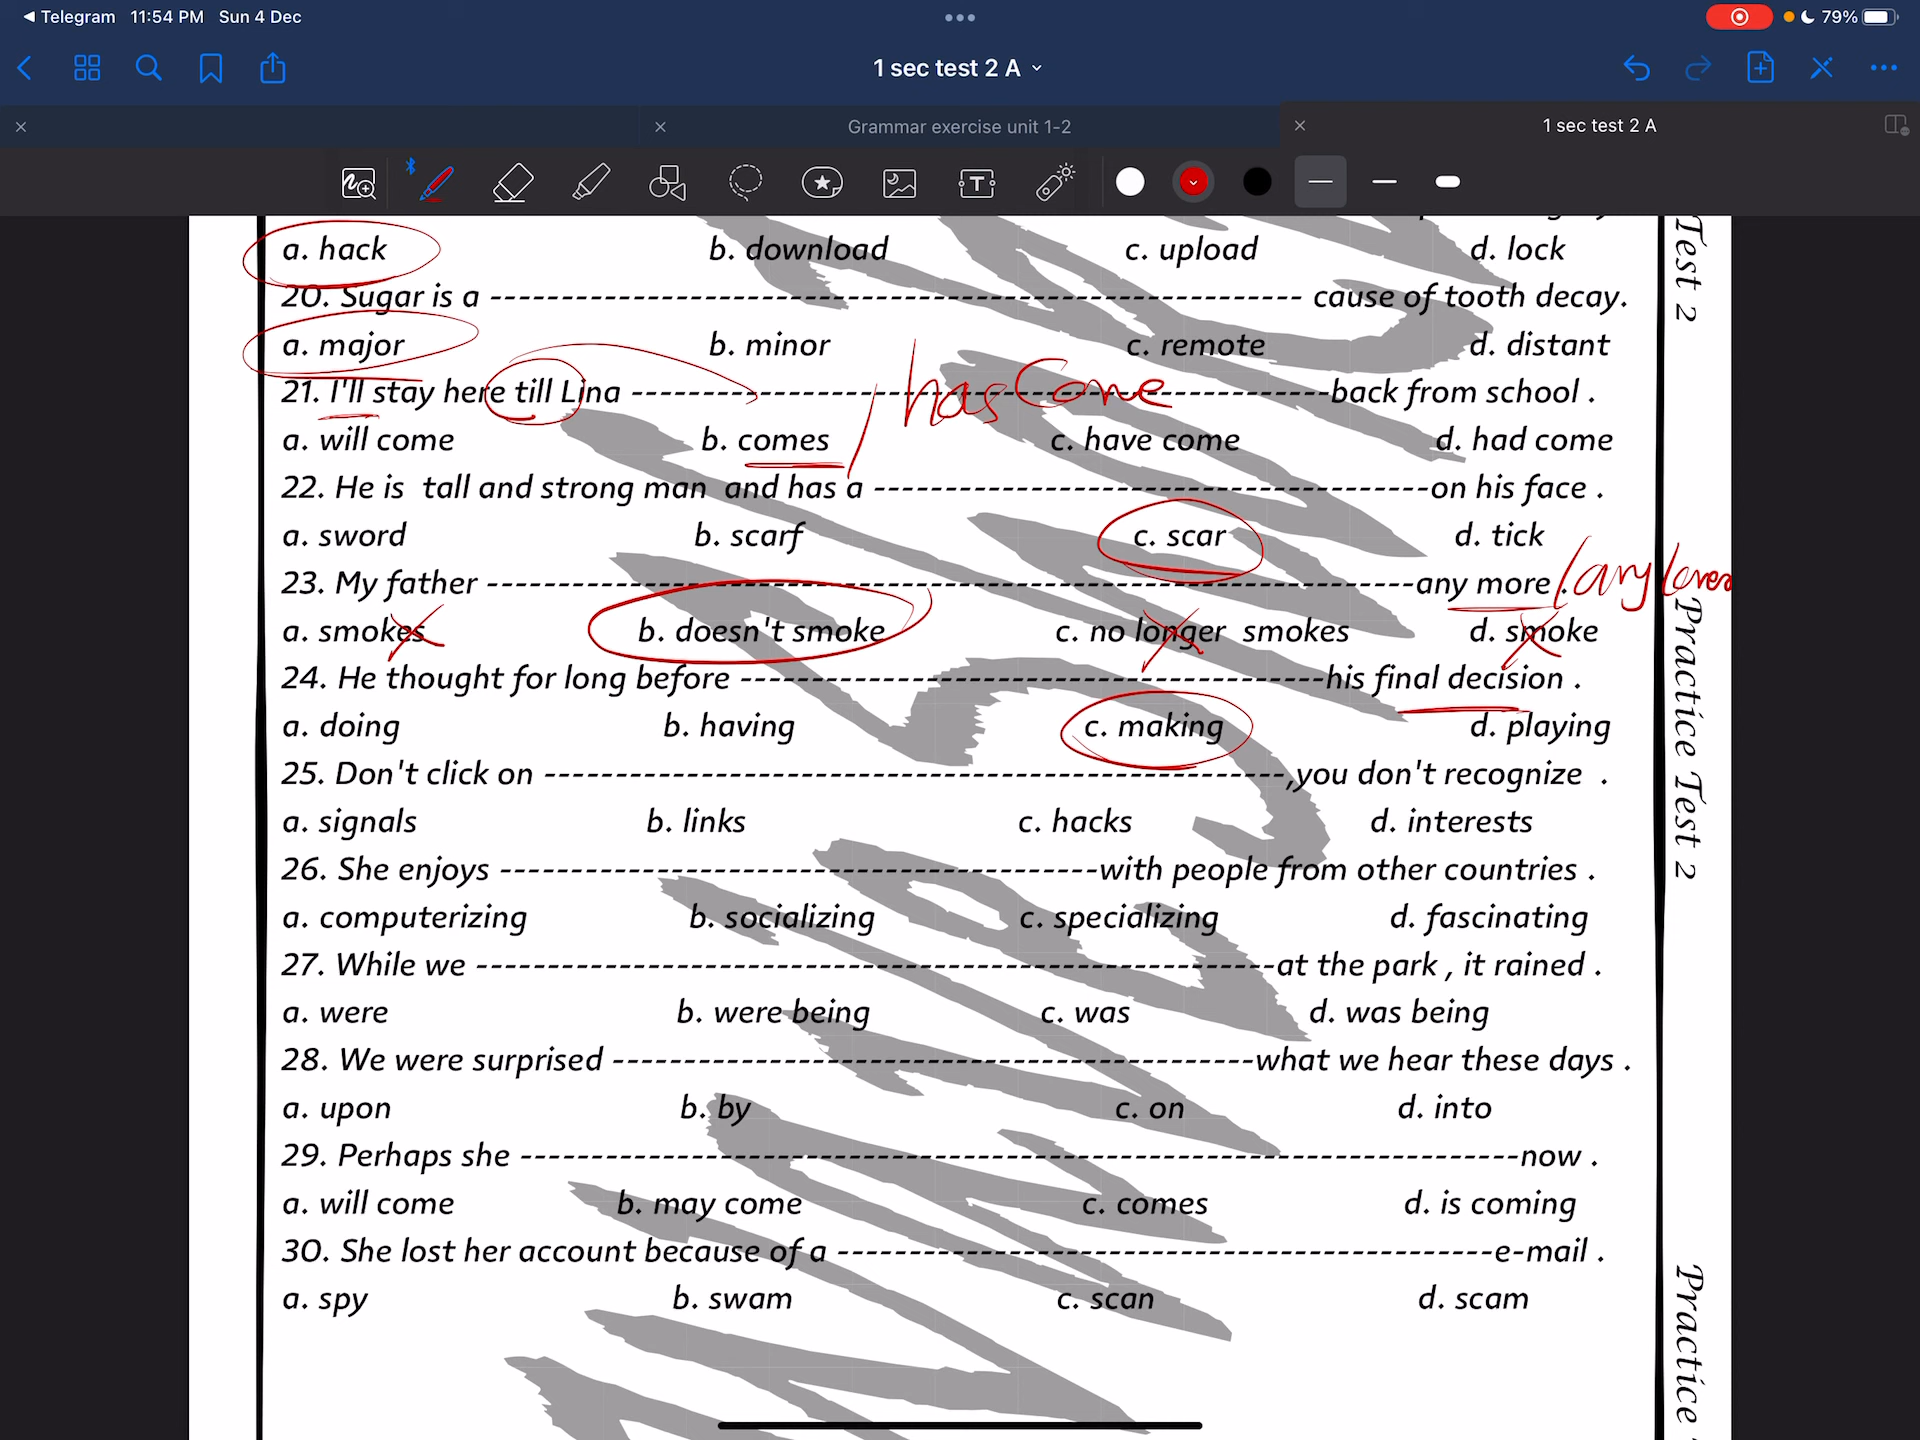 Telegram 11:54 PM Sun 4 Dec 79%
1 sec test 2 A
Grammar exercise unit 1-2 1 sec test 2 A
a. hack b. download c. upload d. lock
20. Sugar is a ---------- cause of tooth decay.
a. major b. minor c. remote d. distant
has come
21. I'll stay here till Lina ----------back from school .
a. will come b. comes c. have come d. had come
22. He is tall and strong man and has a ----------on his face .
a. sword b. scarf c. scar d. tick
23. My father ----------any more . / any
a. smokes b. doesn't smoke c. no longer smokes d. smoke
24. He thought for long before ----------his final decision .
a. doing b. having c. making d. playing
25. Don't click on ----------,you don't recognize .
a. signals b. links c. hacks d. interests
26. She enjoys ----------with people from other countries .
a. computerizing b. socializing c. specializing d. fascinating
27. While we ----------at the park , it rained .
a. were b. were being c. was d. was being
28. We were surprised ----------what we hear these days .
a. upon b. by c. on d. into
29. Perhaps she ----------now .
a. will come b. may come c. comes d. is coming
30. She lost her account because of a ----------e-mail .
a. spy b. swam c. scan d. scam
Test 2
Practice Test 2
Practice